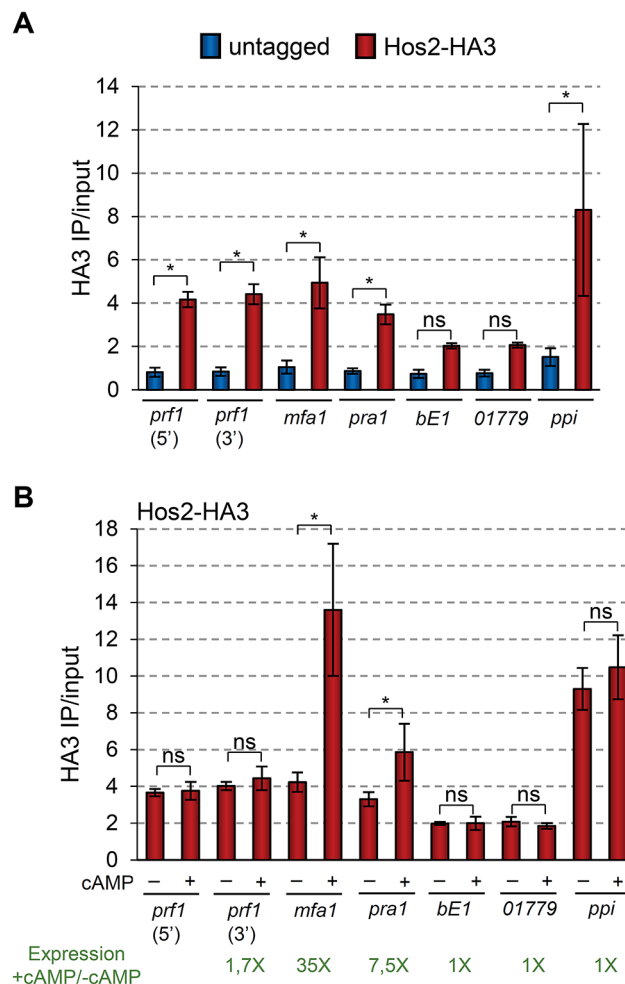 A
untagged Hos2-HA3
14
12
10
8
6
4
2
0
HA3 IP/input
* * * * ns ns *
prf1 prf1 mfa1 pra1 bE1 01779 ppi
(5’) (3’)
B
Hos2-HA3
18
16
14
12
10
8
6
4
2
0
HA3 IP/input
ns ns * * ns ns ns
cAMP – + – + – + – + – + – + – +
prf1 prf1 mfa1 pra1 bE1 01779 ppi
(5’) (3’)
Expression
+cAMP/-cAMP 1,7X 35X 7,5X 1X 1X 1X